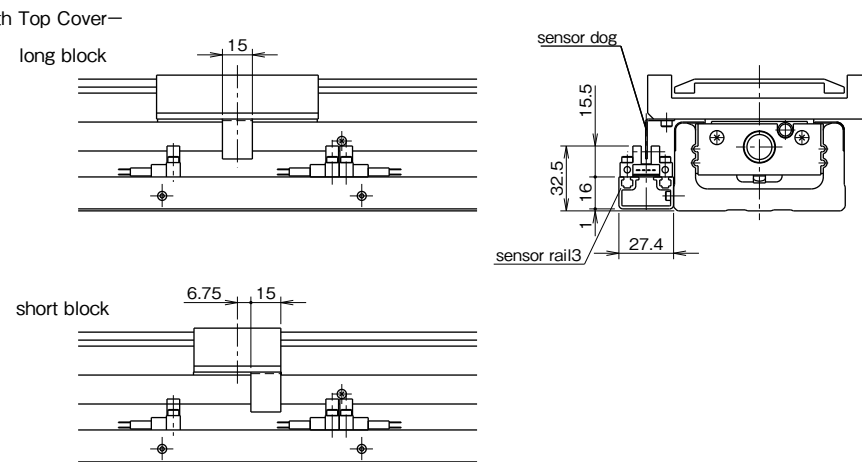 th Top Cover−
long block
15
sensor dog
15.5
32.5
16
1
27.4
sensor rail3
short block
6.75
15